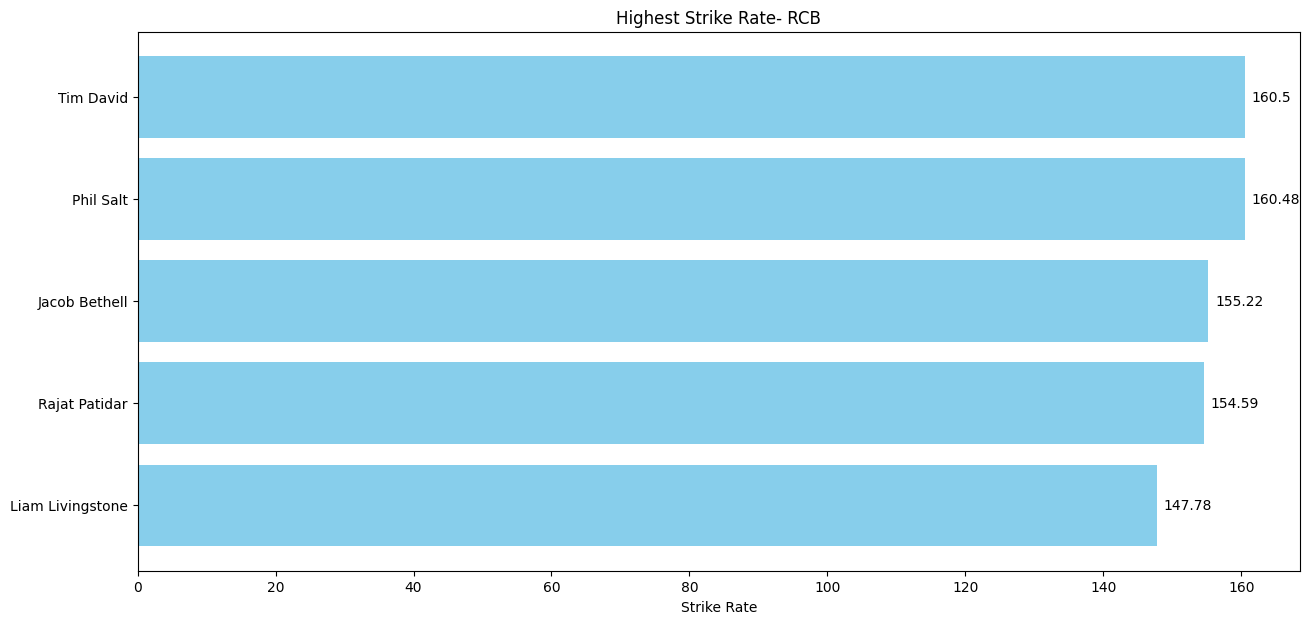 Highest Strike Rate- RCB
Tim David
160.5
Phil Salt
160.48
Jacob Bethell
155.22
Rajat Patidar
154.59
Liam Livingstone
147.78
0 20 40 60 80 100 120 140 160
Strike Rate